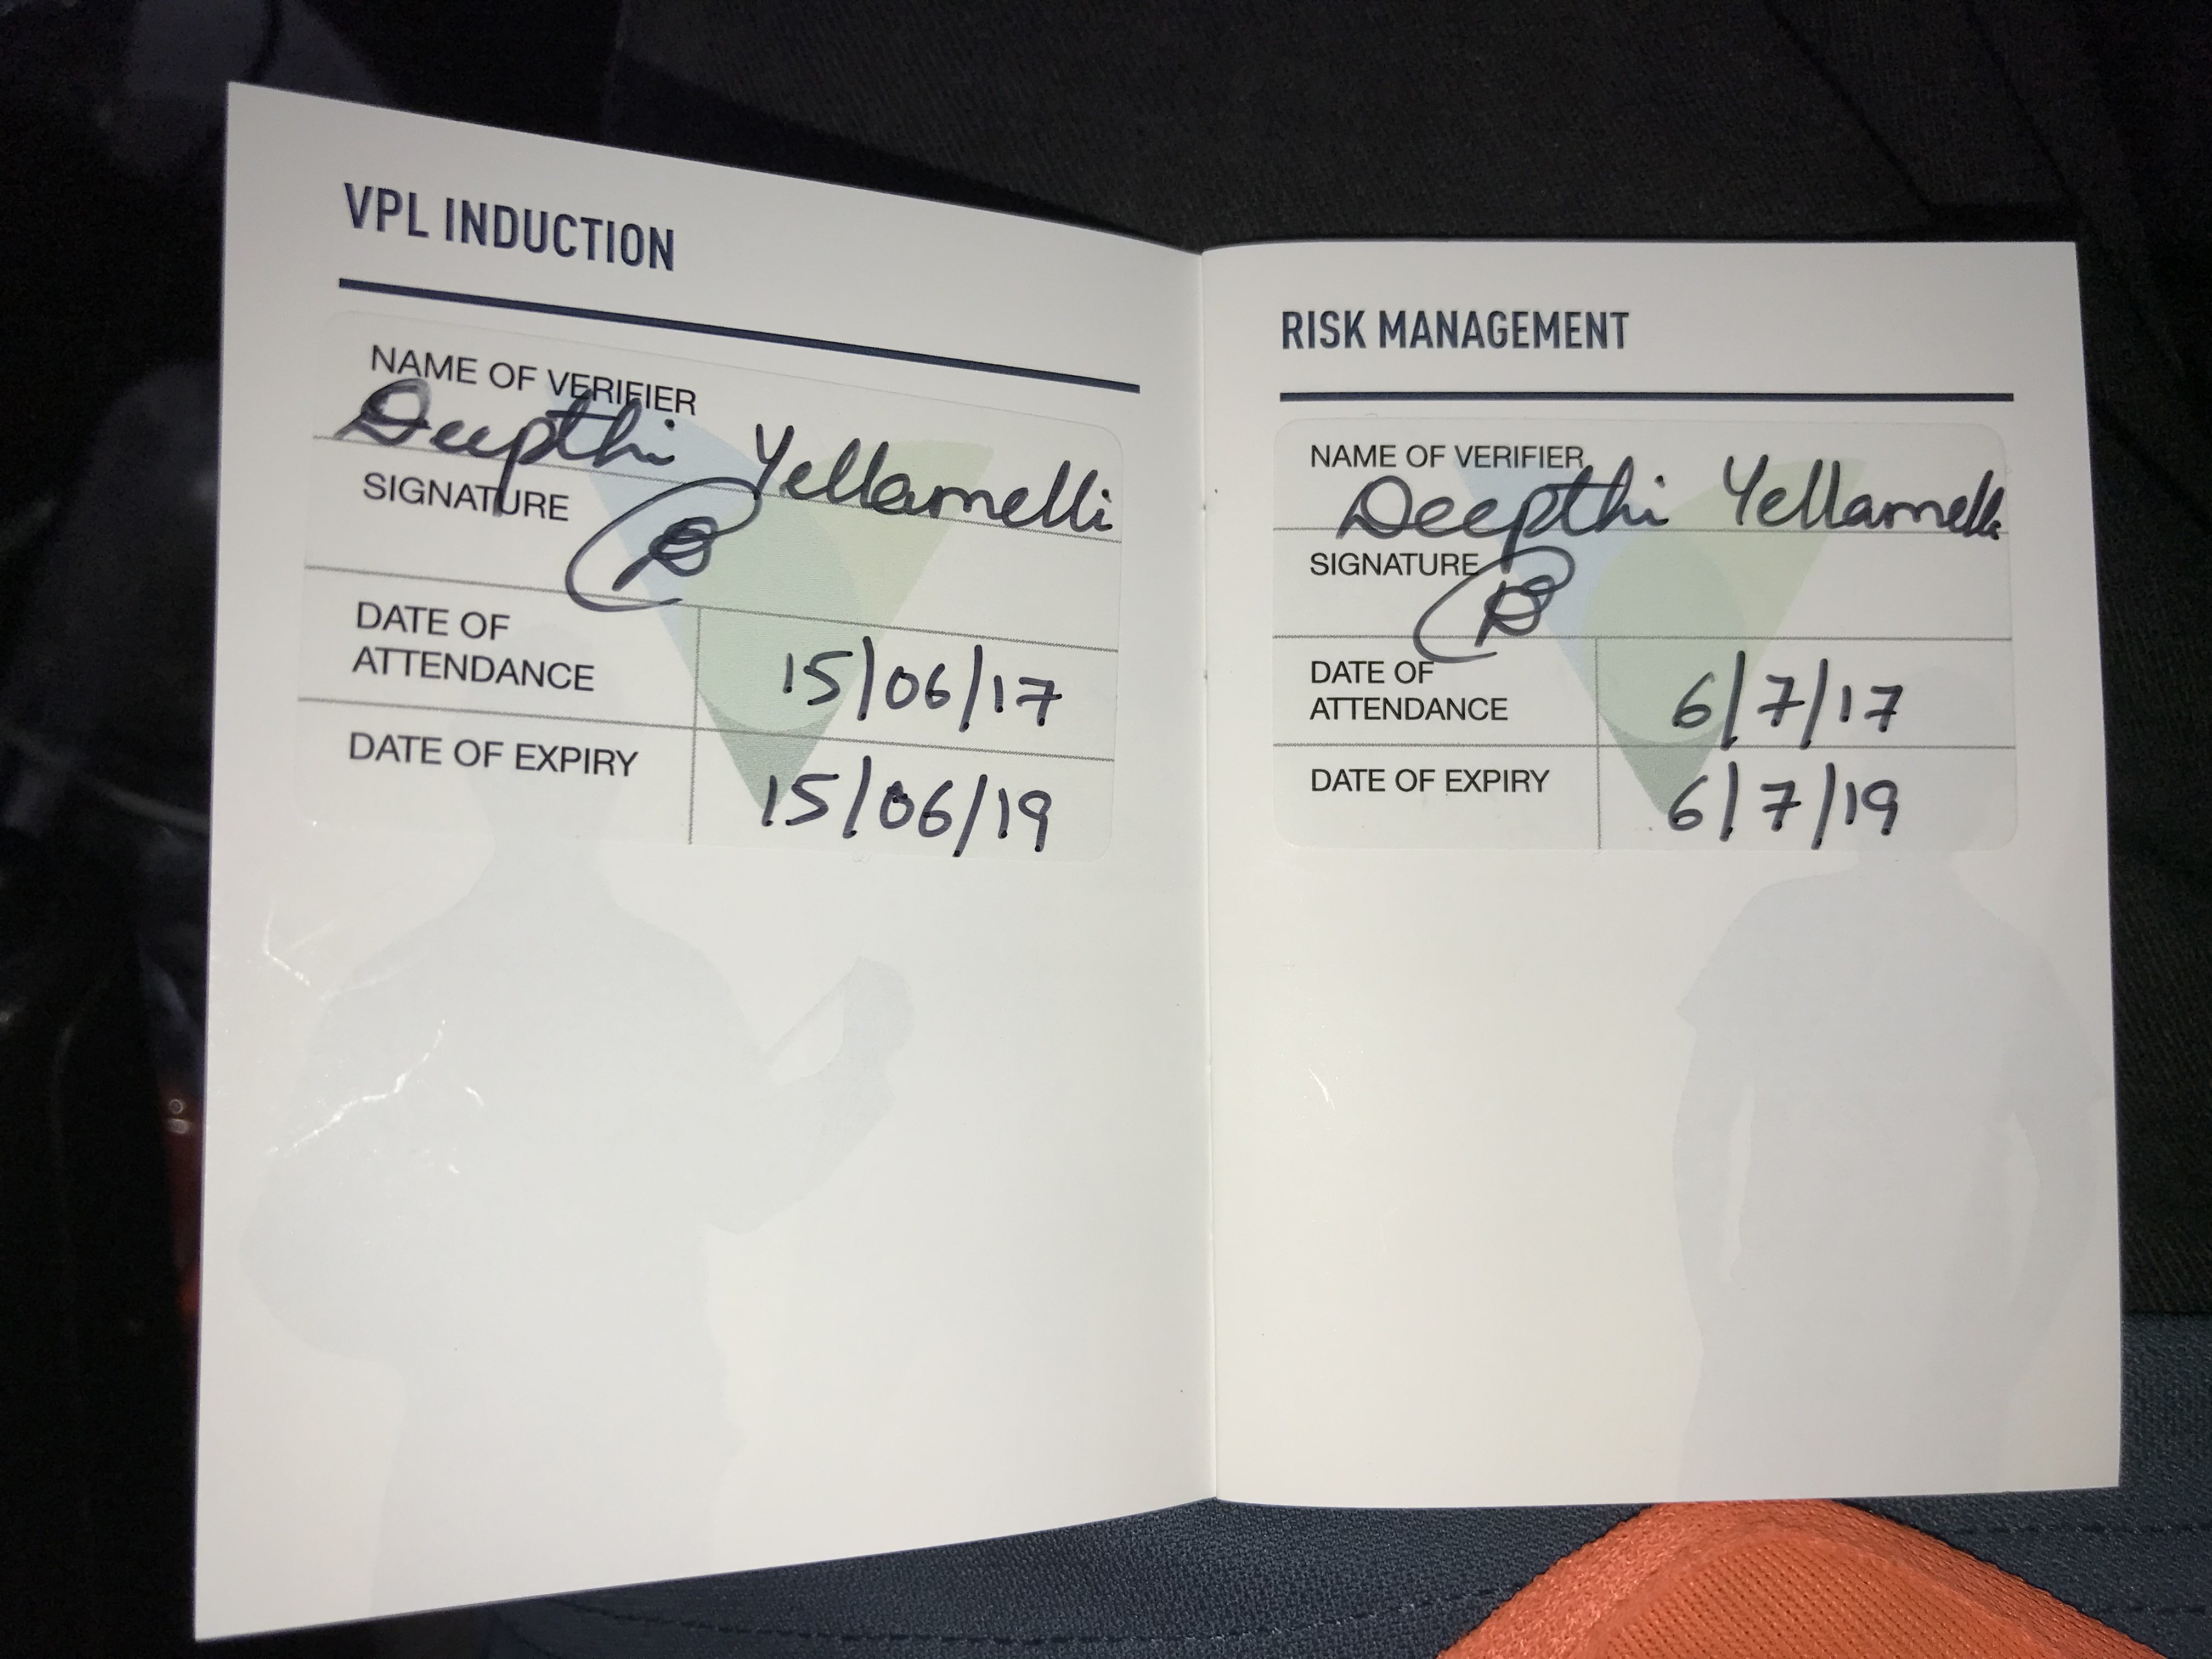 VPL INDUCTION
NAME OF VERIFIER
Deepthi Yellamelli
SIGNATURE
DATE OF
ATTENDANCE
15/06/17
DATE OF EXPIRY
15/06/19
RISK MANAGEMENT
NAME OF VERIFIER
Deepthi Yellamelli
SIGNATURE
DATE OF
ATTENDANCE
6/7/17
DATE OF EXPIRY
6/7/19